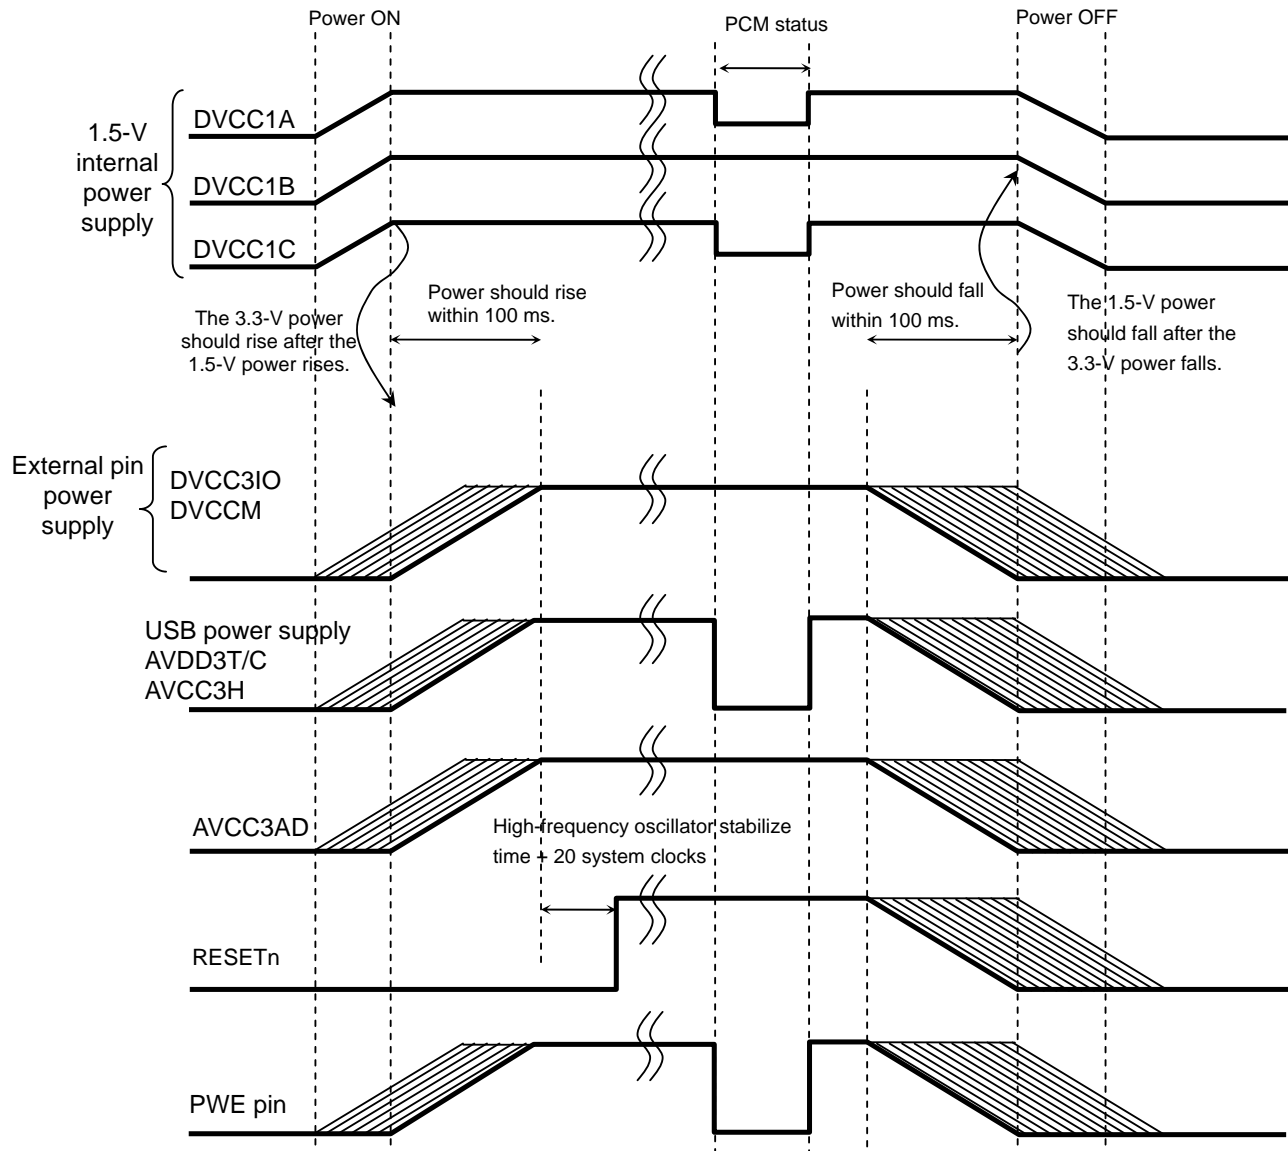 Power ON
PCM status
Power OFF
1.5-V
internal
power
supply
DVCC1A
DVCC1B
DVCC1C
The 3.3-V power
should rise after the
1.5-V power rises.
Power should rise
within 100 ms.
Power should fall
within 100 ms.
The 1.5-V power
should fall after the
3.3-V power falls.
External pin
power
supply
DVCC3IO
DVCCM
USB power supply
AVDD3T/C
AVCC3H
AVCC3AD
High-frequency oscillator stabilize
time + 20 system clocks
RESETn
PWE pin